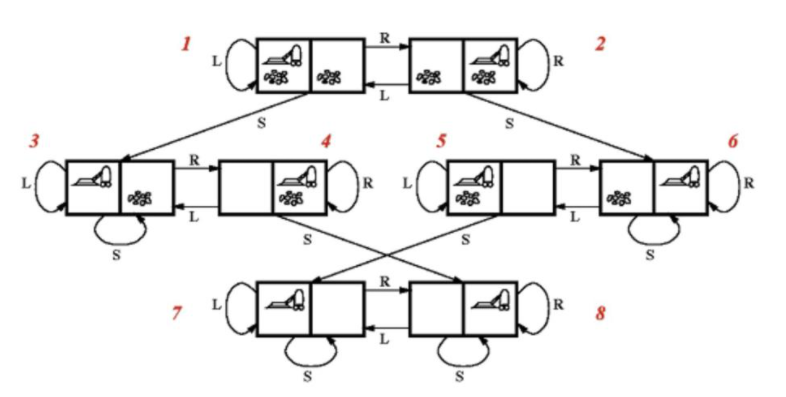 1 L R R 2
L
S S
3 4 5 6
L R R L R R
L L
S S S S
7 L R R 8
L
S S